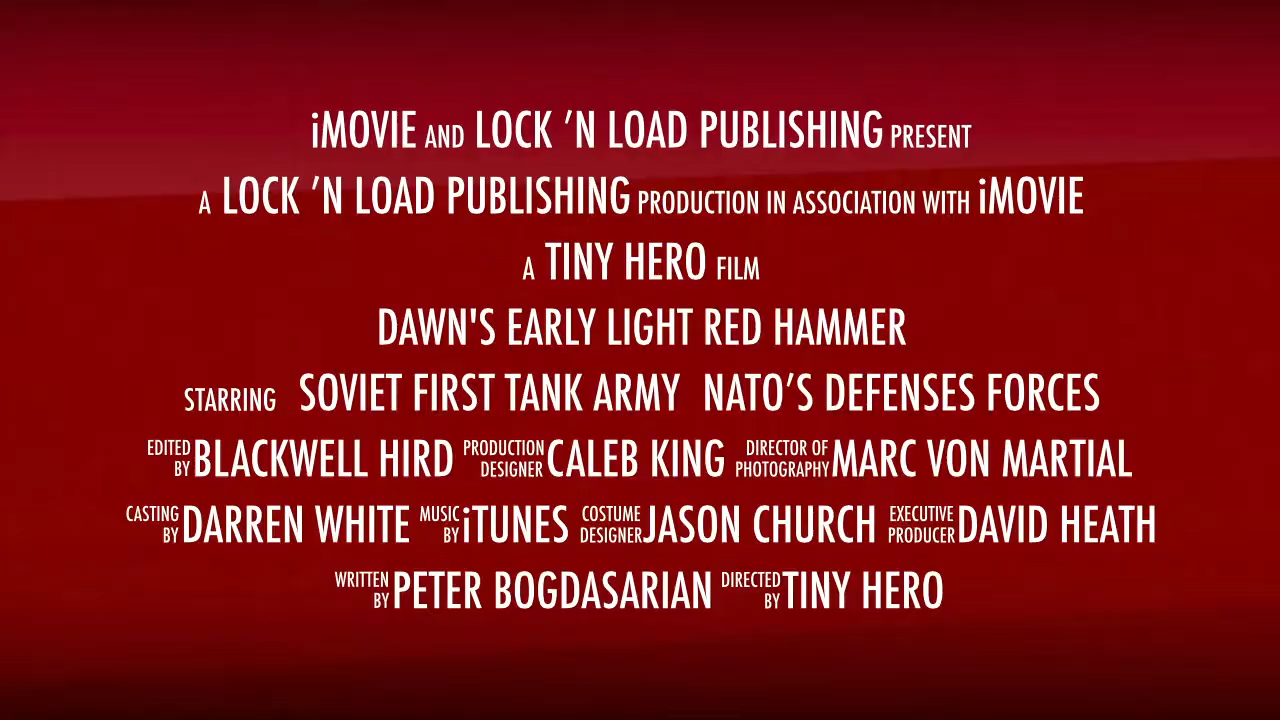 iMOVIE AND LOCK ’N LOAD PUBLISHING PRESENT
A LOCK ’N LOAD PUBLISHING PRODUCTION IN ASSOCIATION WITH iMOVIE
A TINY HERO FILM
DAWN'S EARLY LIGHT RED HAMMER
STARRING SOVIET FIRST TANK ARMY NATO’S DEFENSES FORCES
EDITED BY BLACKWELL HIRD PRODUCTION DESIGNER CALEB KING DIRECTOR OF PHOTOGRAPHY MARC VON MARTIAL
CASTING BY DARREN WHITE MUSIC BY iTUNES COSTUME DESIGNER JASON CHURCH EXECUTIVE PRODUCER DAVID HEATH
WRITTEN BY PETER BOGDASARIAN DIRECTED BY TINY HERO